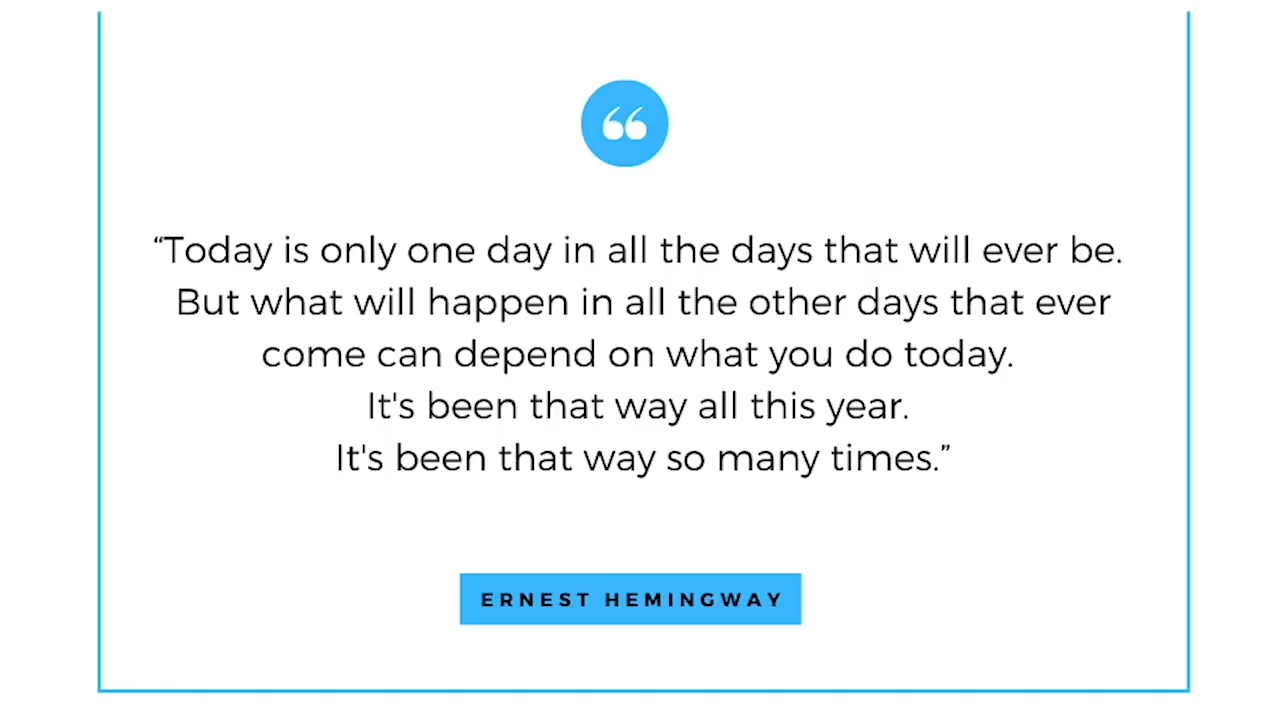 “Today is only one day in all the days that will ever be.
But what will happen in all the other days that ever
come can depend on what you do today.
It's been that way all this year.
It's been that way so many times.”
ERNEST HEMINGWAY